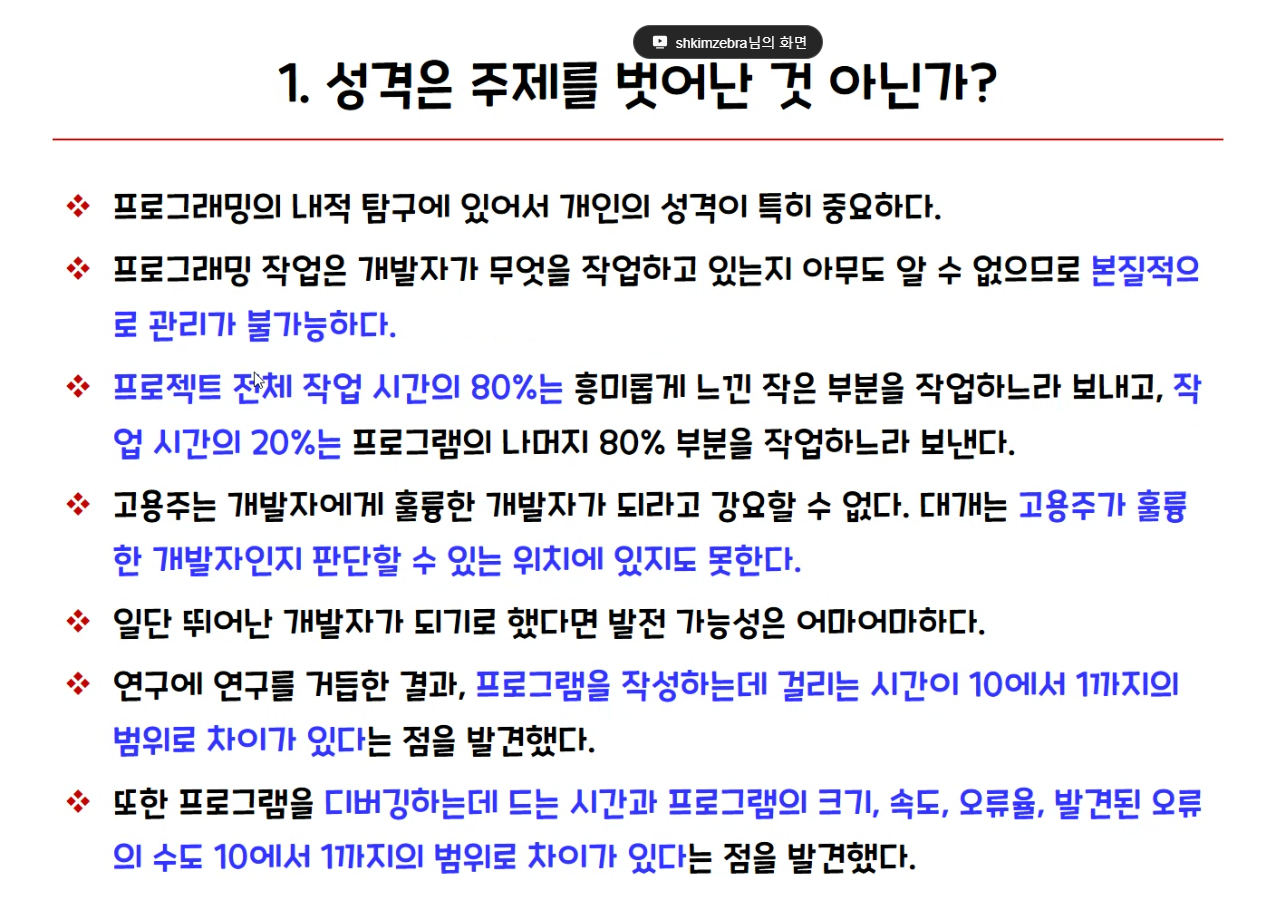 shkimzebra님의 화면
1. 성격은 주제를 벗어난 것 아닌가?
❖ 프로그래밍의 내적 탐구에 있어서 개인의 성격이 특히 중요하다.
❖ 프로그래밍 작업은 개발자가 무엇을 작업하고 있는지 아무도 알 수 없으므로 본질적으
로 관리가 불가능하다.
❖ 프로젝트 전체 작업 시간의 80%는 흥미롭게 느낀 작은 부분을 작업하느라 보내고, 작
업 시간의 20%는 프로그램의 나머지 80% 부분을 작업하느라 보낸다.
❖ 고용주는 개발자에게 훌륭한 개발자가 되라고 강요할 수 없다. 대개는 고용주가 훌륭
한 개발자인지 판단할 수 있는 위치에 있지도 못한다.
❖ 일단 뛰어난 개발자가 되기로 했다면 발전 가능성은 어마어마하다.
❖ 연구에 연구를 거듭한 결과, 프로그램을 작성하는데 걸리는 시간이 10에서 1까지의
범위로 차이가 있다는 점을 발견했다.
❖ 또한 프로그램을 디버깅하는데 드는 시간과 프로그램의 크기, 속도, 오류율, 발견된 오류
의 수도 10에서 1까지의 범위로 차이가 있다는 점을 발견했다.